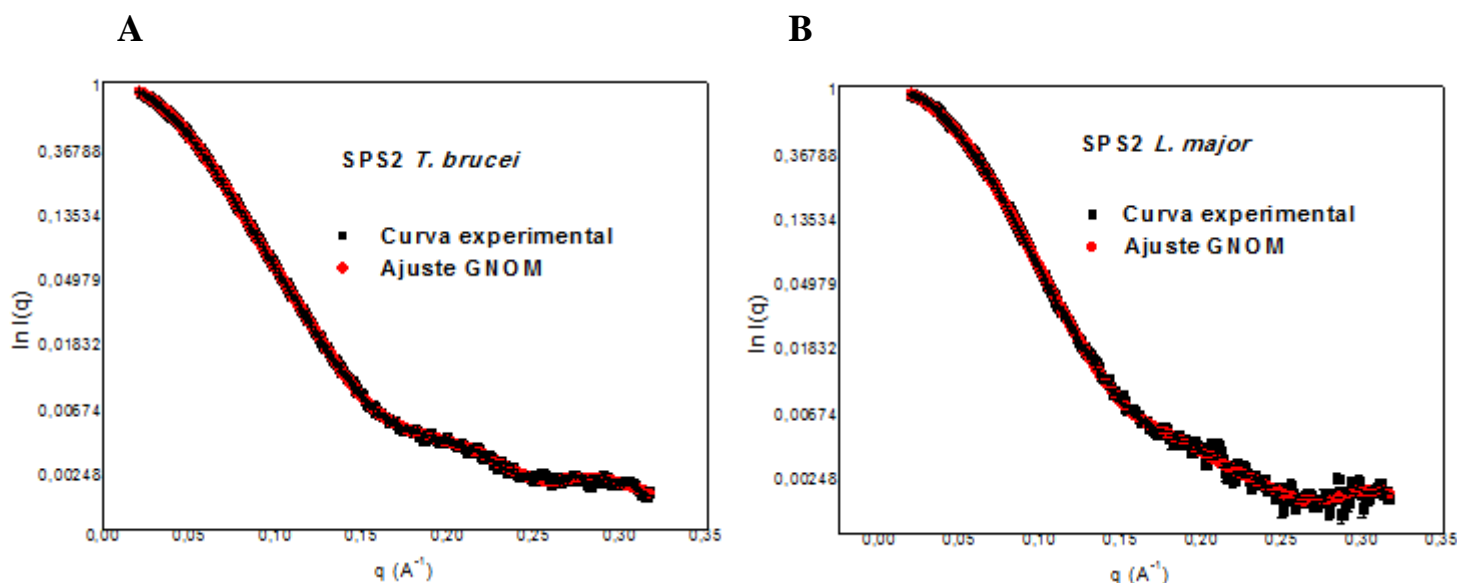 A
1
0,36788
0,13534
0,04979
0,01832
0,00674
0,00248
ln I(q)
SPS2 T. brucei
Curva experimental
Ajuste GNOM
0,00 0,05 0,10 0,15 0,20 0,25 0,30 0,35
q (A⁻¹)
B
1
0,36788
0,13534
0,04979
0,01832
0,00674
0,00248
ln I(q)
SPS2 L. major
Curva experimental
Ajuste GNOM
0,00 0,05 0,10 0,15 0,20 0,25 0,30 0,35
q (A⁻¹)